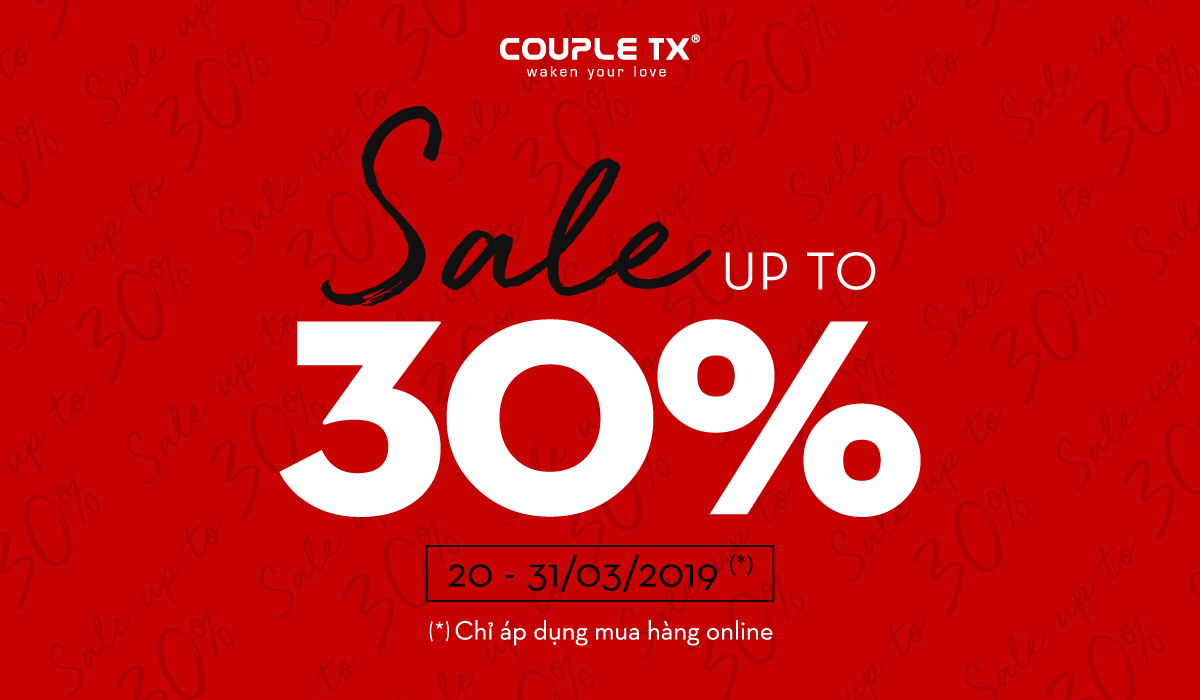 COUPLE TX®
waken your love
Sale UP TO
30%
20 - 31/03/2019 (*)
(*) Chỉ áp dụng mua hàng online